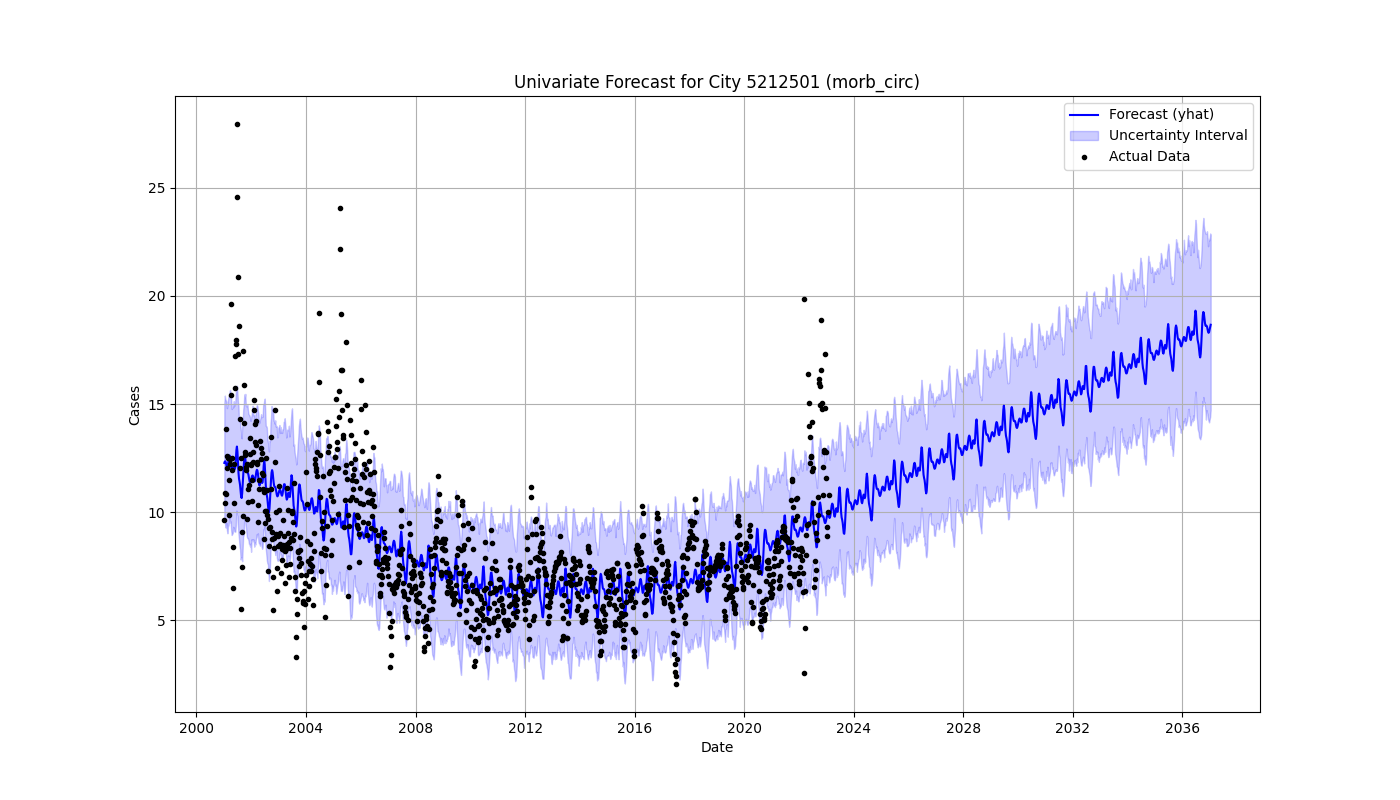 Univariate Forecast for City 5212501 (morb_circ)
Forecast (yhat)
Uncertainty Interval
Actual Data
Cases
25
20
15
10
5
2000 2004 2008 2012 2016 2020 2024 2028 2032 2036
Date